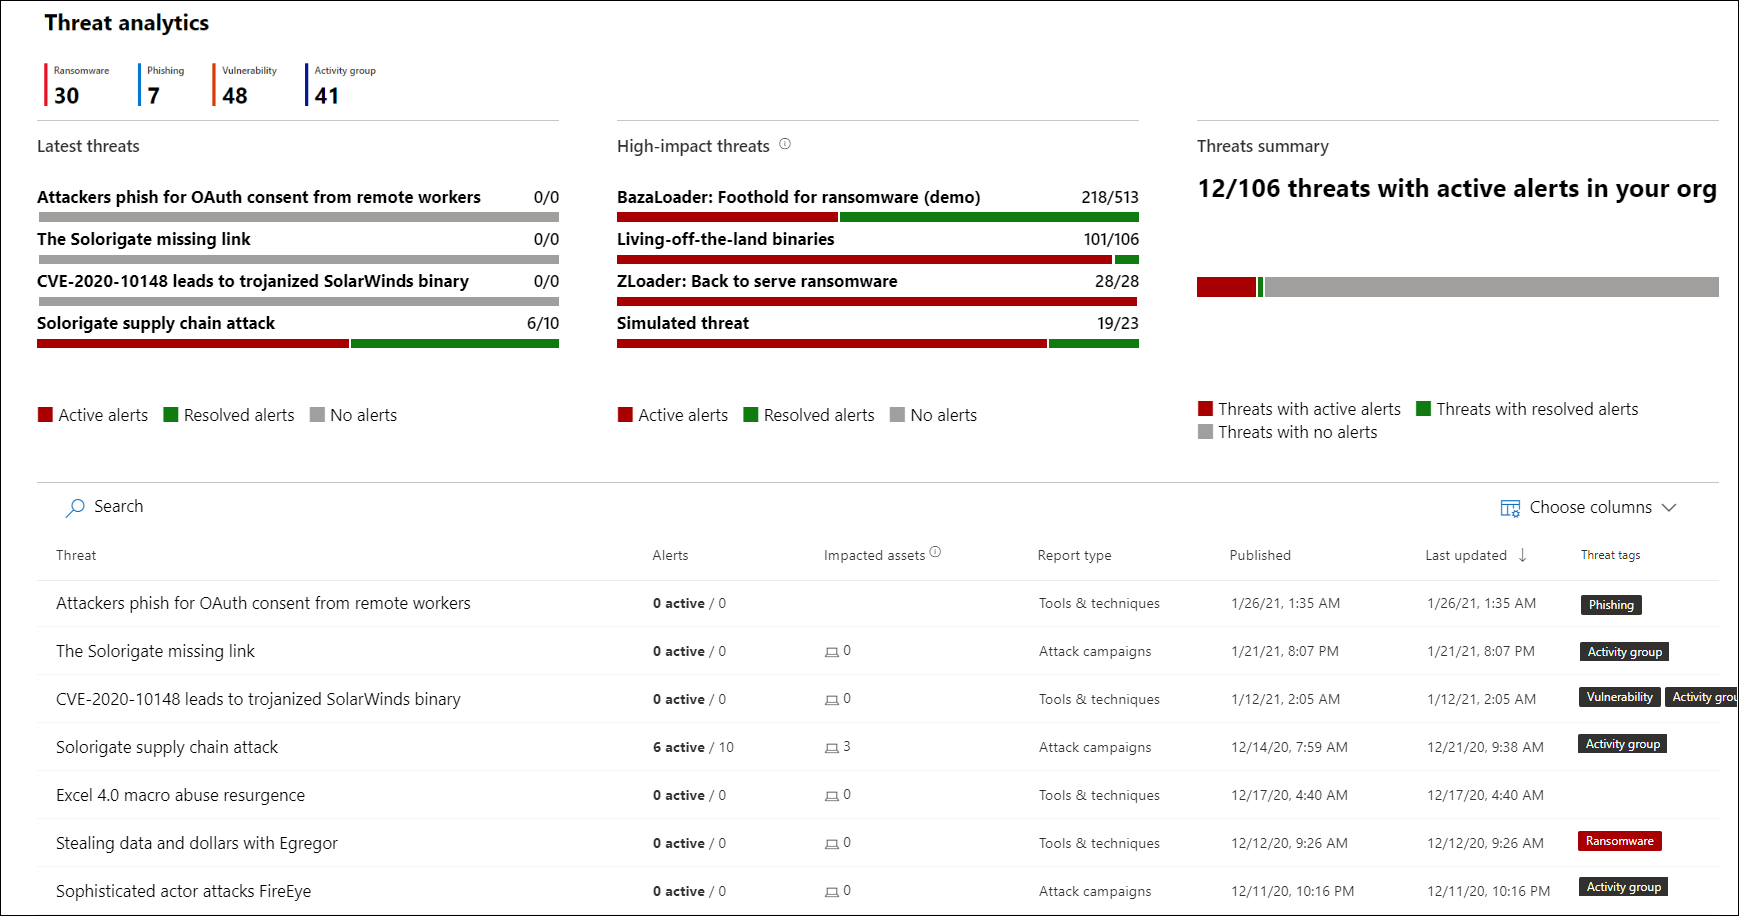 Threat analytics
Ransomware Phishing Vulnerability Activity group
30 7 48 41
Latest threats
Attackers phish for OAuth consent from remote workers 0/0
The Solorigate missing link 0/0
CVE-2020-10148 leads to trojanized SolarWinds binary 0/0
Solorigate supply chain attack 6/10
Active alerts Resolved alerts No alerts
High-impact threats
BazaLoader: Foothold for ransomware (demo) 218/513
Living-off-the-land binaries 101/106
ZLoader: Back to serve ransomware 28/28
Simulated threat 19/23
Active alerts Resolved alerts No alerts
Threats summary
12/106 threats with active alerts in your org
Threats with active alerts Threats with resolved alerts
Threats with no alerts
Search Choose columns
Threat Alerts Impacted assets Report type Published Last updated Threat tags
Attackers phish for OAuth consent from remote workers 0 active / 0 Tools & techniques 1/26/21, 1:35 AM 1/26/21, 1:35 AM Phishing
The Solorigate missing link 0 active / 0 0 Attack campaigns 1/21/21, 8:07 PM 1/21/21, 8:07 PM Activity group
CVE-2020-10148 leads to trojanized SolarWinds binary 0 active / 0 0 Tools & techniques 1/12/21, 2:05 AM 1/12/21, 2:05 AM Vulnerability Activity grou
Solorigate supply chain attack 6 active / 10 3 Attack campaigns 12/14/20, 7:59 AM 12/21/20, 9:38 AM Activity group
Excel 4.0 macro abuse resurgence 0 active / 0 0 Tools & techniques 12/17/20, 4:40 AM 12/17/20, 4:40 AM
Stealing data and dollars with Egregor 0 active / 0 0 Tools & techniques 12/12/20, 9:26 AM 12/12/20, 9:26 AM Ransomware
Sophisticated actor attacks FireEye 0 active / 0 0 Attack campaigns 12/11/20, 10:16 PM 12/11/20, 10:16 PM Activity group